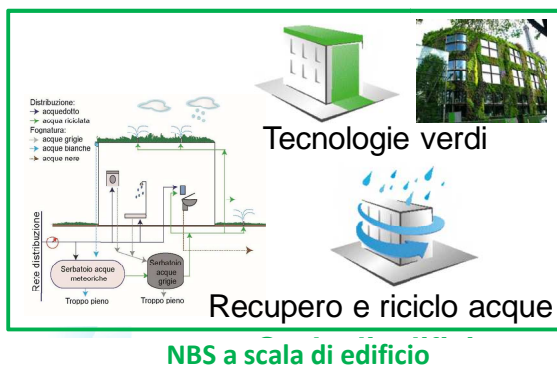 Distribuzione:
acquedotto
acqua riciclata
Fognatura:
acque grigie
acque bianche
acque nere
Rete distribuzione
Serbatoio acque
meteoriche
Serbatoio
acque
grigie
Troppo pieno
Troppo pieno
Tecnologie verdi
Recupero e riciclo acque
NBS a scala di edificio